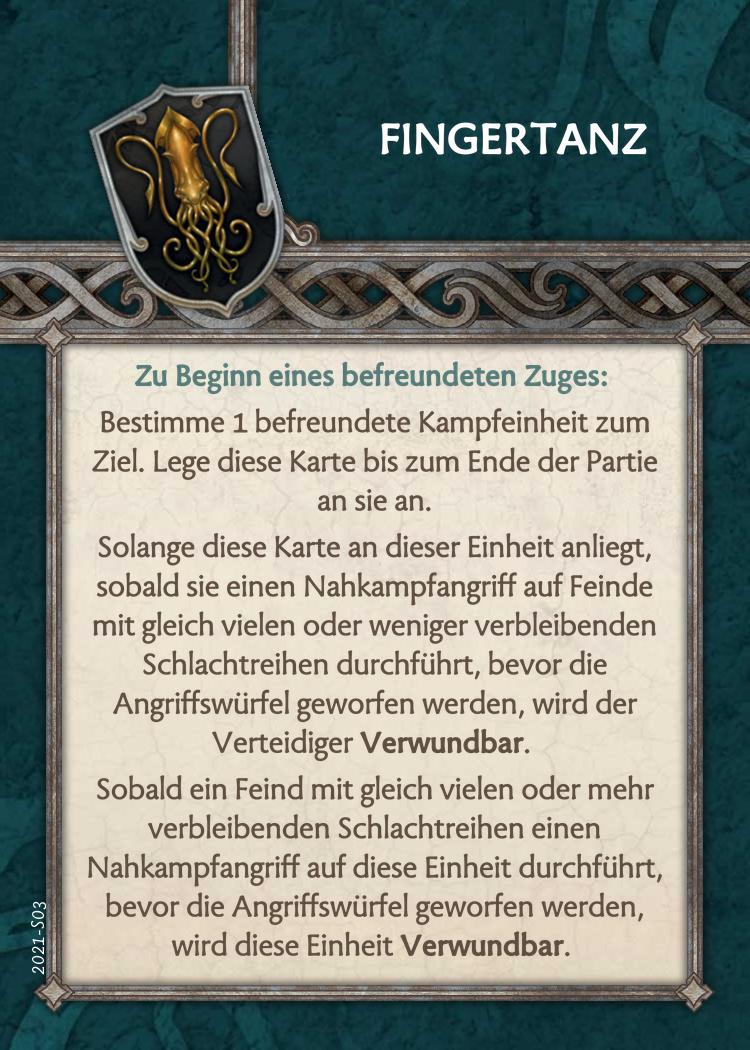 FINGERTANZ
Zu Beginn eines befreundeten Zuges:
Bestimme 1 befreundete Kampfeinheit zum
Ziel. Lege diese Karte bis zum Ende der Partie
an sie an.
Solange diese Karte an dieser Einheit anliegt,
sobald sie einen Nahkampfangriff auf Feinde
mit gleich vielen oder weniger verbleibenden
Schlachtreihen durchführt, bevor die
Angriffswürfel geworfen werden, wird der
Verteidiger Verwundbar.
Sobald ein Feind mit gleich vielen oder mehr
verbleibenden Schlachtreihen einen
Nahkampfangriff auf diese Einheit durchführt,
bevor die Angriffswürfel geworfen werden,
wird diese Einheit Verwundbar.
2021-S03